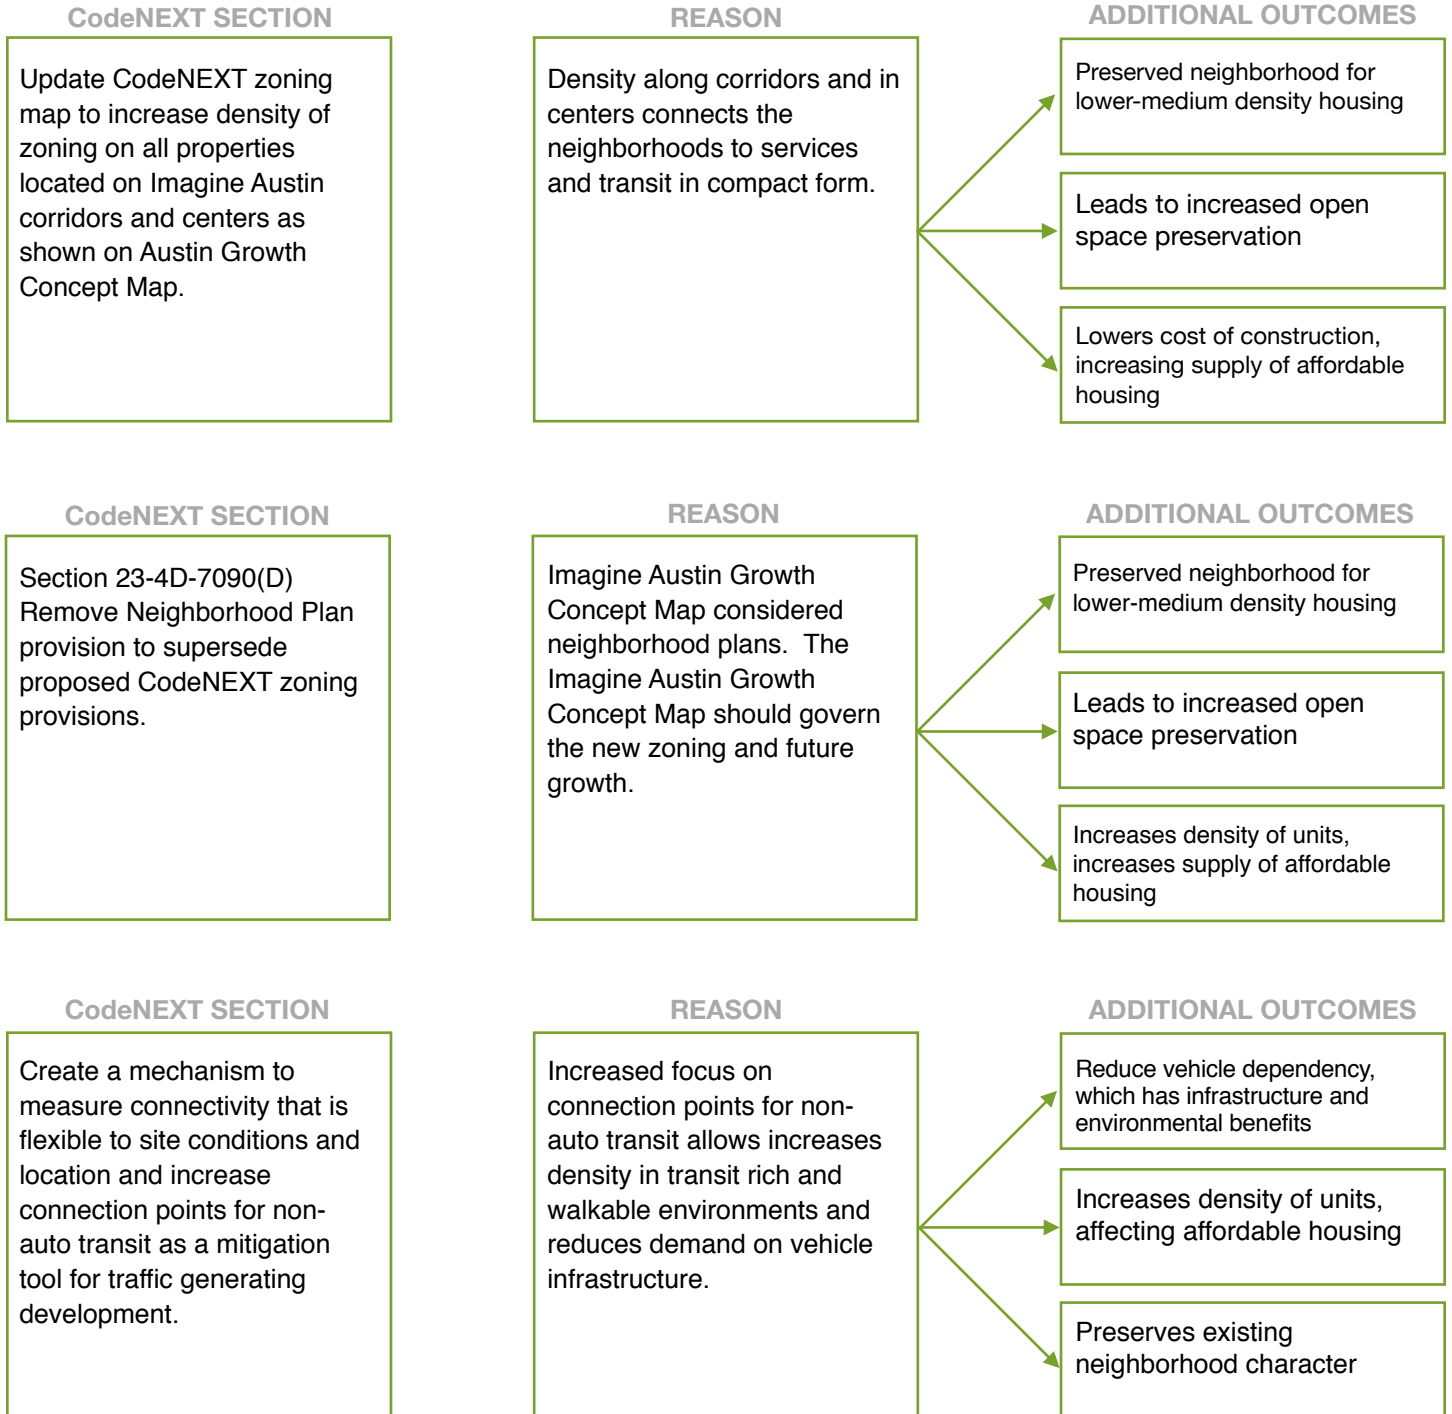 CodeNEXT SECTION
Update CodeNEXT zoning
map to increase density of
zoning on all properties
located on Imagine Austin
corridors and centers as
shown on Austin Growth
Concept Map.
REASON
Density along corridors and in
centers connects the
neighborhoods to services
and transit in compact form.
ADDITIONAL OUTCOMES
Preserved neighborhood for
lower-medium density housing
Leads to increased open
space preservation
Lowers cost of construction,
increasing supply of affordable
housing
CodeNEXT SECTION
Section 23-4D-7090(D)
Remove Neighborhood Plan
provision to supersede
proposed CodeNEXT zoning
provisions.
REASON
Imagine Austin Growth
Concept Map considered
neighborhood plans.  The
Imagine Austin Growth
Concept Map should govern
the new zoning and future
growth.
ADDITIONAL OUTCOMES
Preserved neighborhood for
lower-medium density housing
Leads to increased open
space preservation
Increases density of units,
increases supply of affordable
housing
CodeNEXT SECTION
Create a mechanism to
measure connectivity that is
flexible to site conditions and
location and increase
connection points for non-
auto transit as a mitigation
tool for traffic generating
development.
REASON
Increased focus on
connection points for non-
auto transit allows increases
density in transit rich and
walkable environments and
reduces demand on vehicle
infrastructure.
ADDITIONAL OUTCOMES
Reduce vehicle dependency,
which has infrastructure and
environmental benefits
Increases density of units,
affecting affordable housing
Preserves existing
neighborhood character